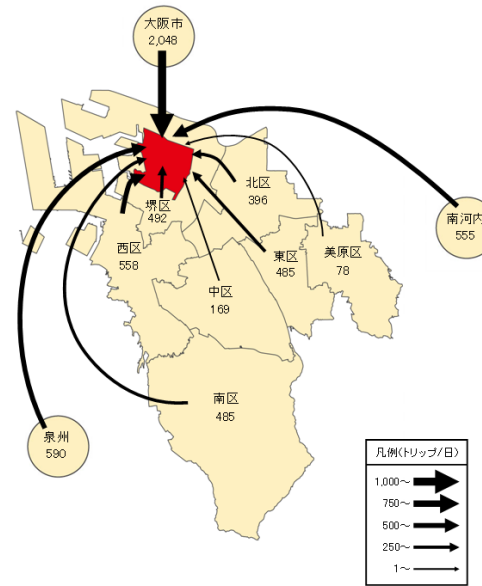 大阪市
2,048
北区
396
堺区
492
南河内
555
西区
558
東区
485
美原区
78
中区
169
南区
485
泉州
590
凡例(トリップ/日)
1,000～
750～
500～
250～
1～